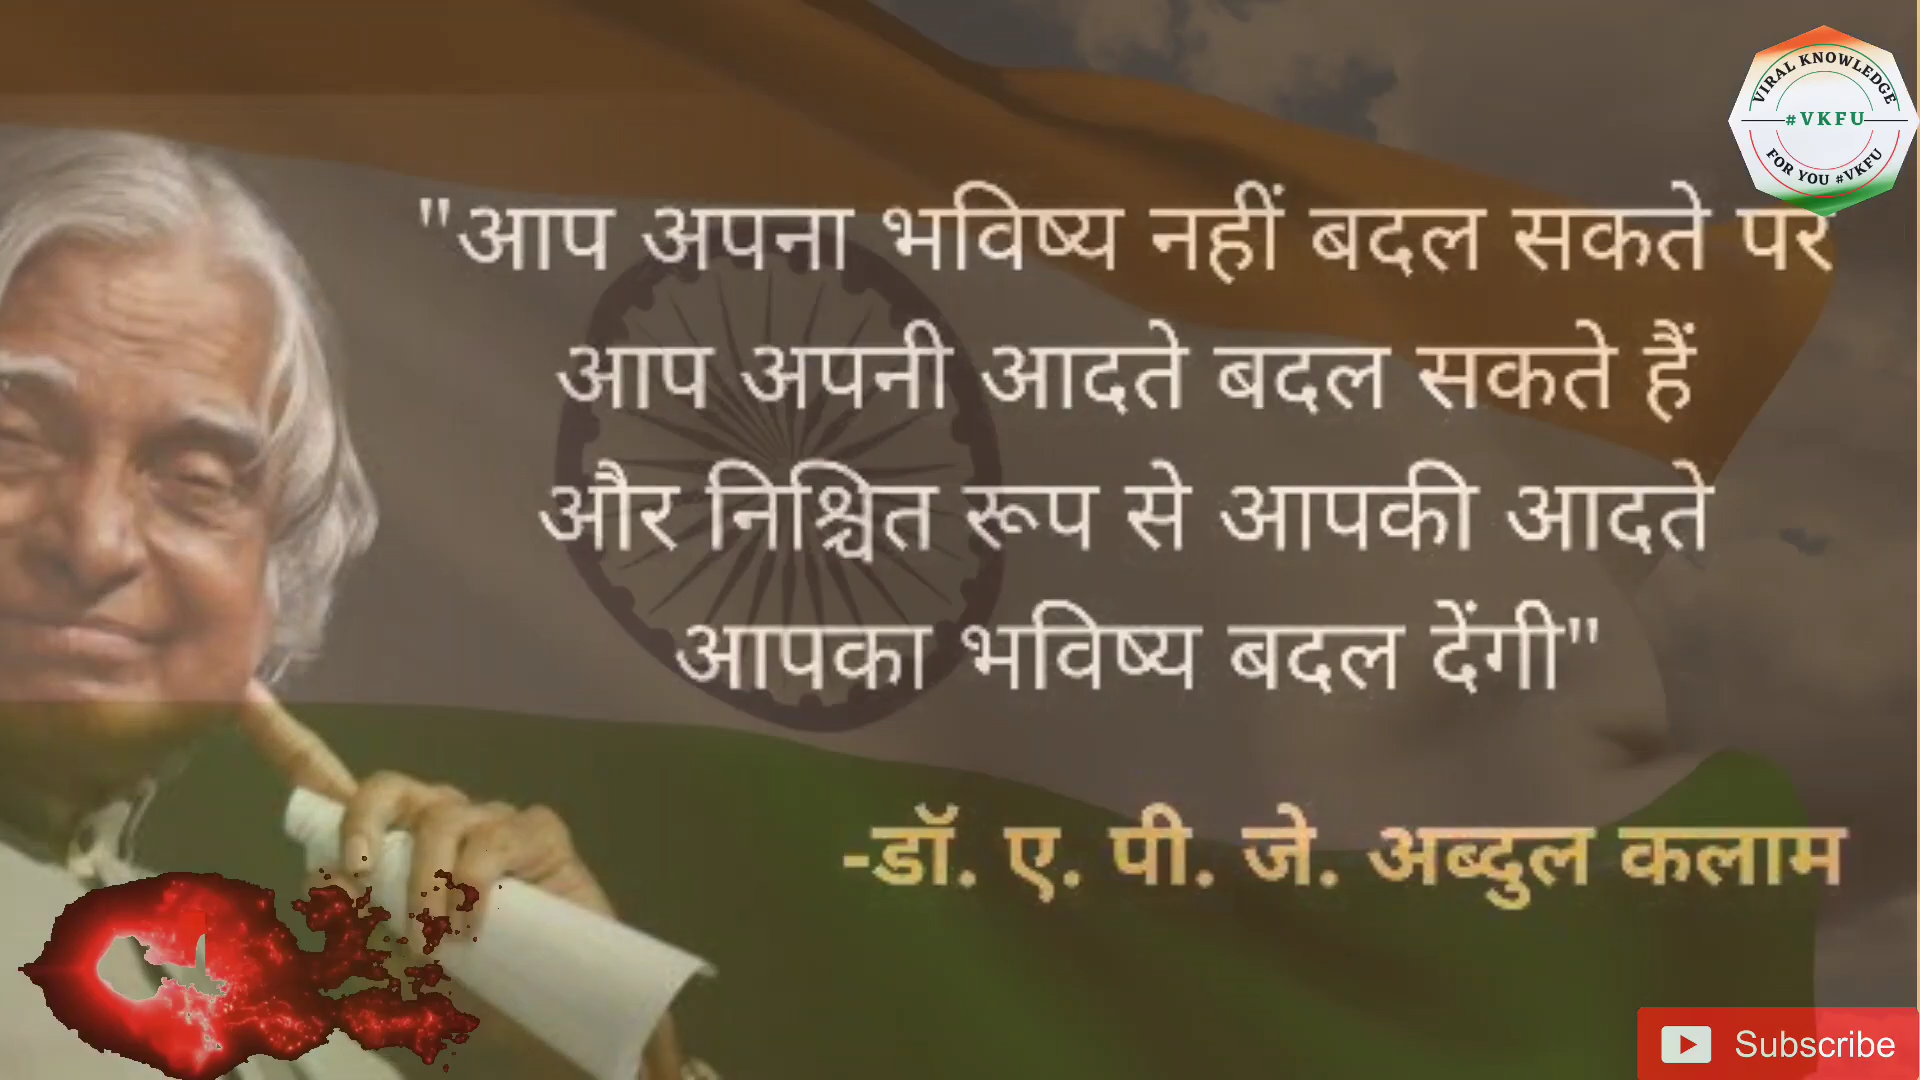 VIRAL KNOWLEDGE
#VKFU
FOR YOU #VKFU
"आप अपना भविष्य नहीं बदल सकते पर
आप अपनी आदते बदल सकते हैं
और निश्चित रूप से आपकी आदते
आपका भविष्य बदल देंगी"
-डॉ. ए. पी. जे. अब्दुल कलाम
Subscribe